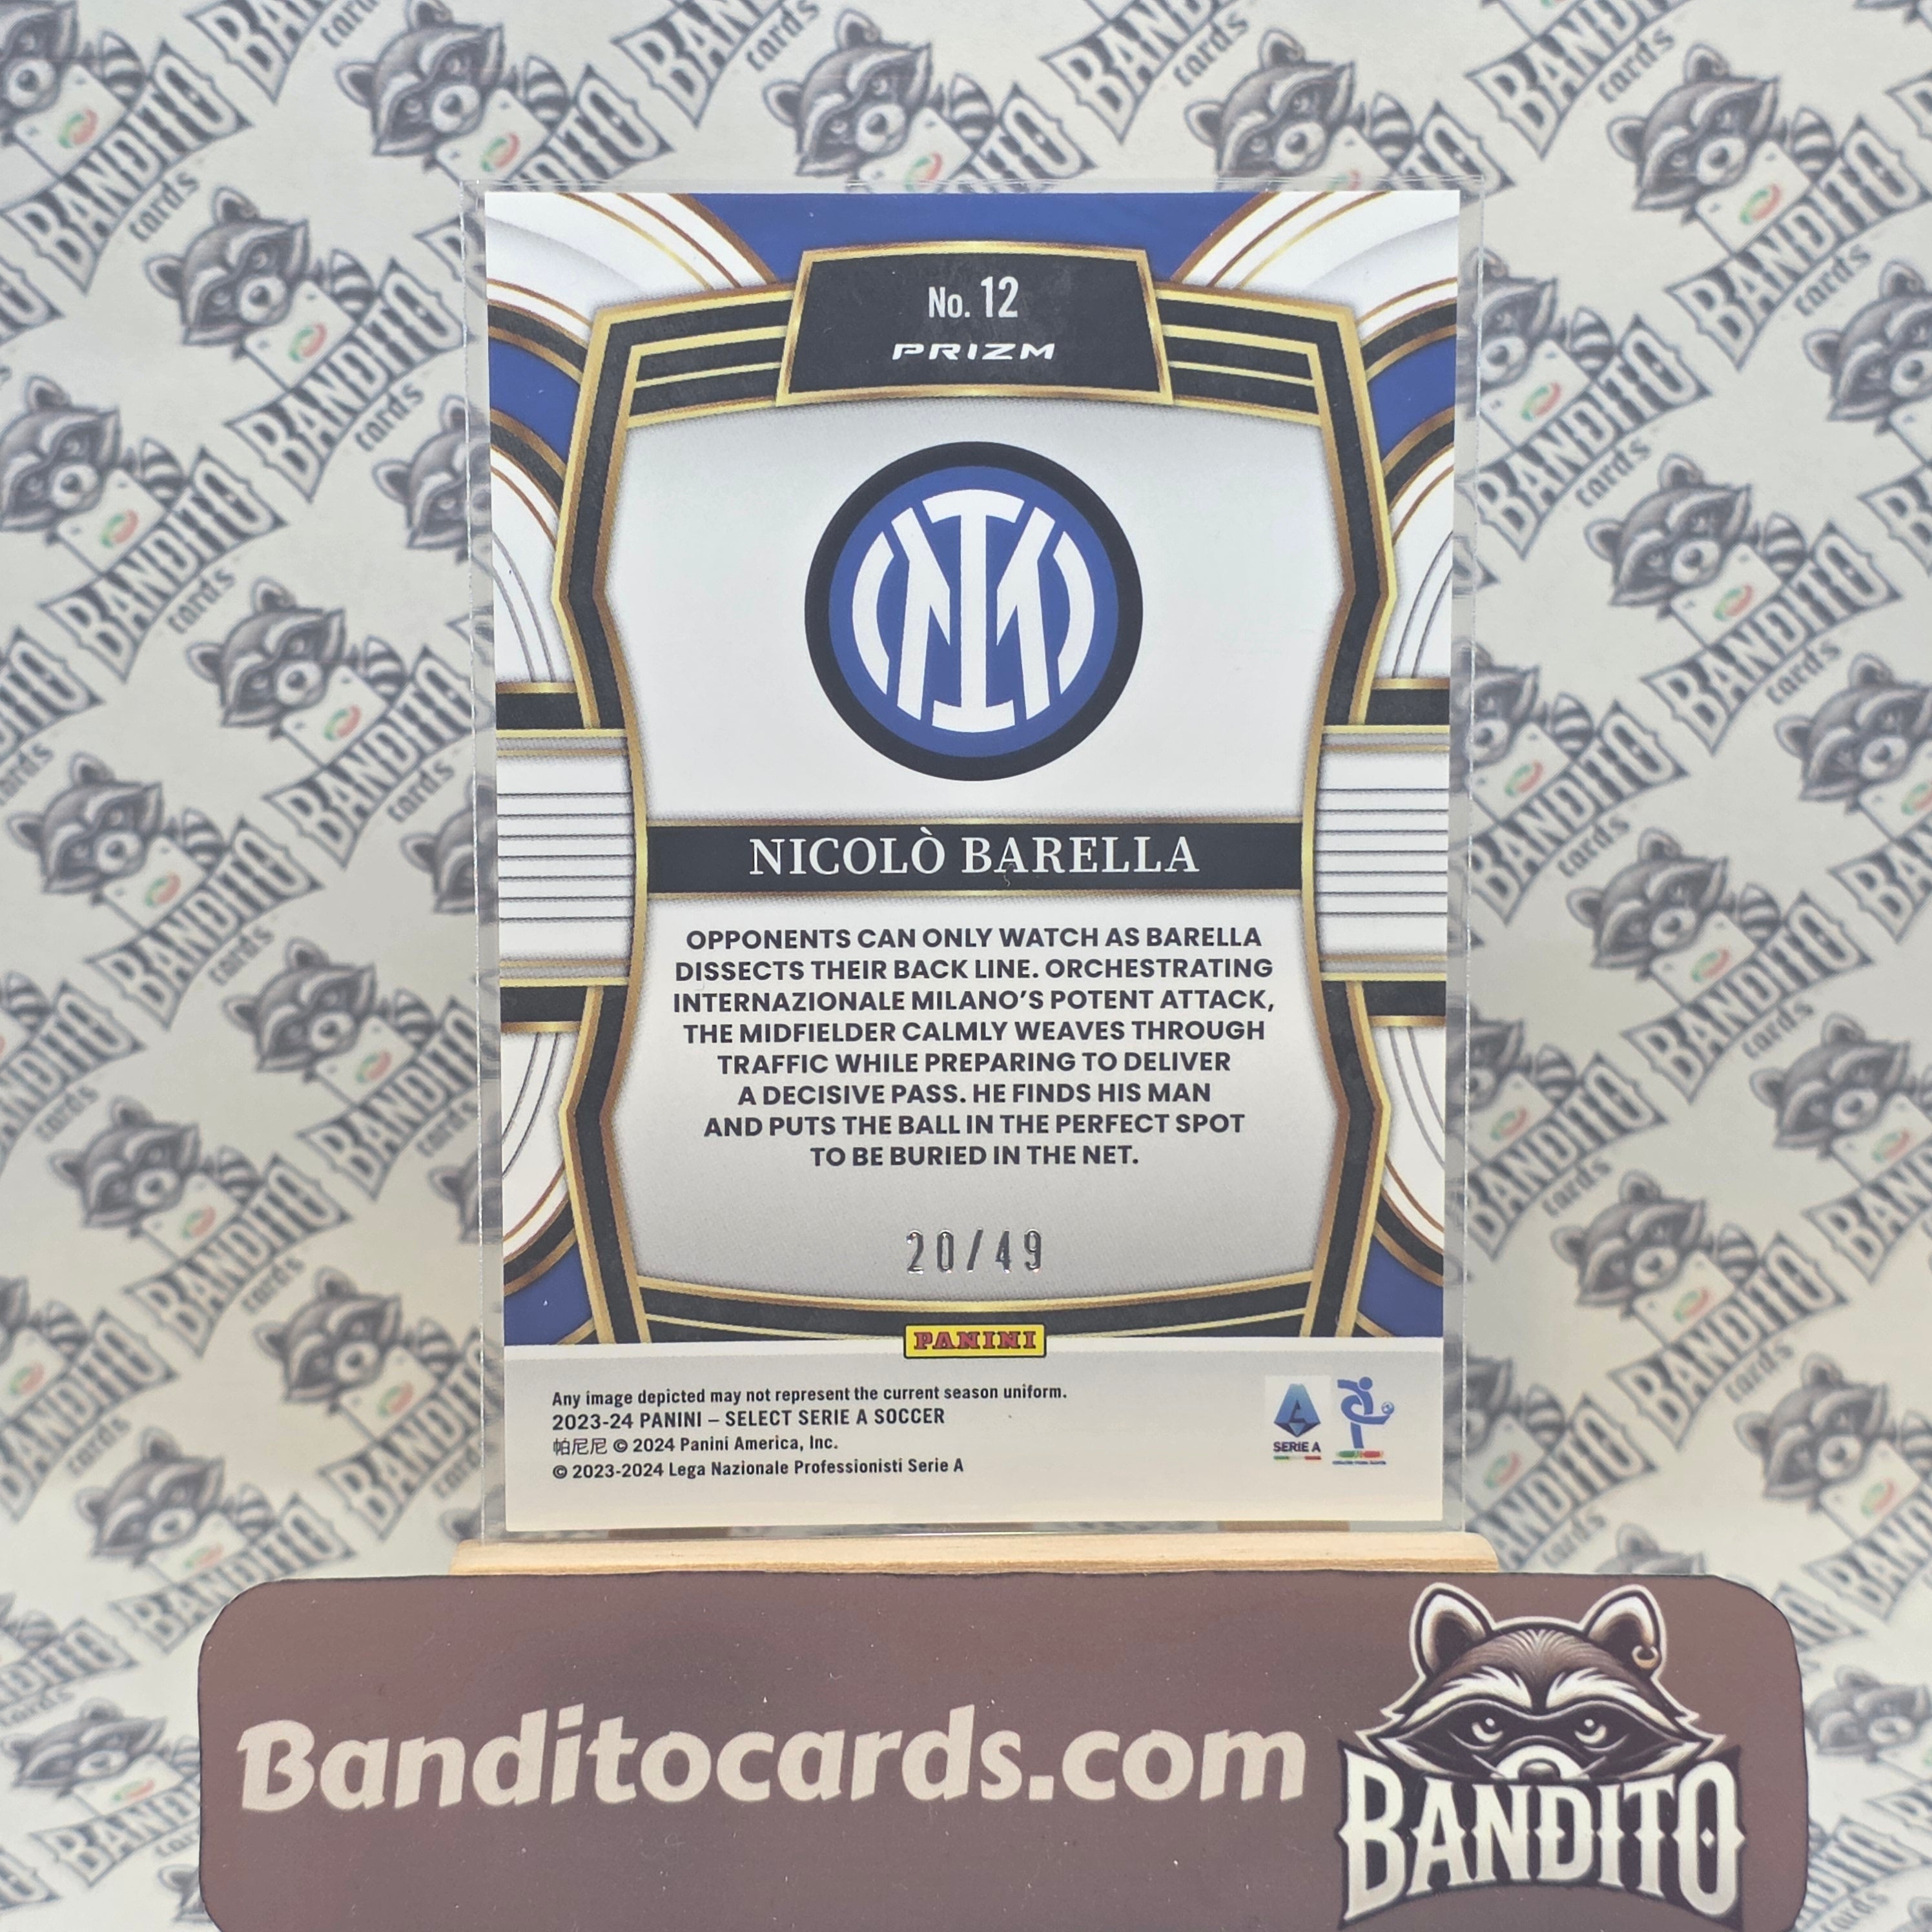 No. 12
PRIZM
NICOLÒ BARELLA
OPPONENTS CAN ONLY WATCH AS BARELLA
DISSECTS THEIR BACK LINE. ORCHESTRATING
INTERNAZIONALE MILANO'S POTENT ATTACK,
THE MIDFIELDER CALMLY WEAVES THROUGH
TRAFFIC WHILE PREPARING TO DELIVER
A DECISIVE PASS. HE FINDS HIS MAN
AND PUTS THE BALL IN THE PERFECT SPOT
TO BE BURIED IN THE NET.
20/49
PANINI
Any image depicted may not represent the current season uniform.
2023-24 PANINI – SELECT SERIE A SOCCER
帕尼尼 © 2024 Panini America, Inc.
© 2023-2024 Lega Nazionale Professionisti Serie A
SERIE A
Banditocards.com
BANDITO